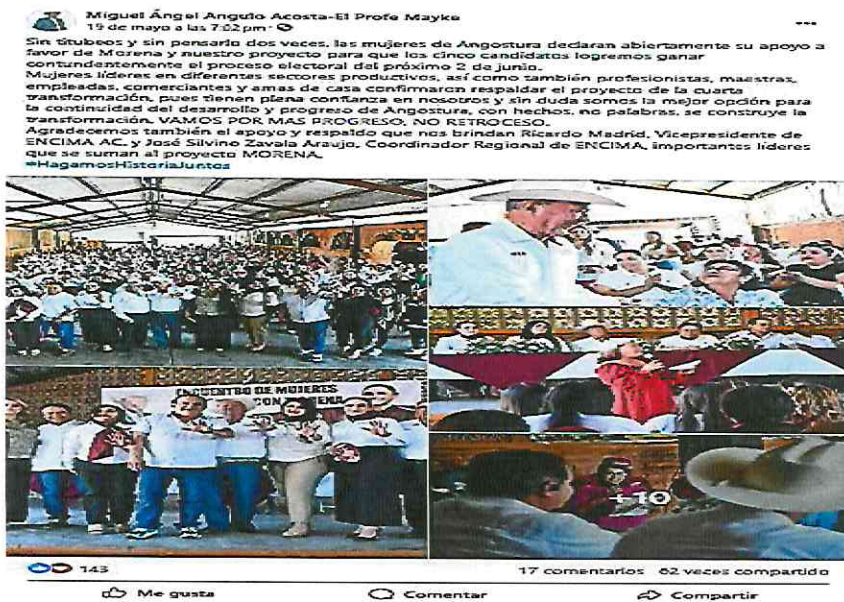 Miguel Ángel Angulo Acosta-El Profe Mayke
19 de mayo a las 7:02 pm ·
Sin titubeos y sin pensarlo dos veces, las mujeres de Angostura declaran abiertamente su apoyo a
favor de Morena y nuestro proyecto para que los cinco candidatos logremos ganar
contundentemente el proceso electoral del próximo 2 de junio.
Mujeres líderes en diferentes sectores productivos, así como también profesionistas, maestras,
empleadas, comerciantes y amas de casa confirmaron respaldar el proyecto de la cuarta
transformación, pues tienen plena confianza en nosotros y sin duda somos la mejor opción para
la continuidad del desarrollo y progreso de Angostura, con hechos, no palabras, se construye la
transformación. VAMOS POR MAS PROGRESO, NO RETROCESO.
Agradecemos también el apoyo y respaldo que nos brindan Ricardo Madrid, Vicepresidente de
ENCIMA AC. y José Silvino Zavala Araujo, Coordinador Regional de ENCIMA, importantes líderes
que se suman al proyecto MORENA.
#HagamosHistoriaJuntos
ENCUENTRO DE MUJERES
CON MORENA
+10
143
17 comentarios 62 veces compartido
Me gusta
Comentar
Compartir